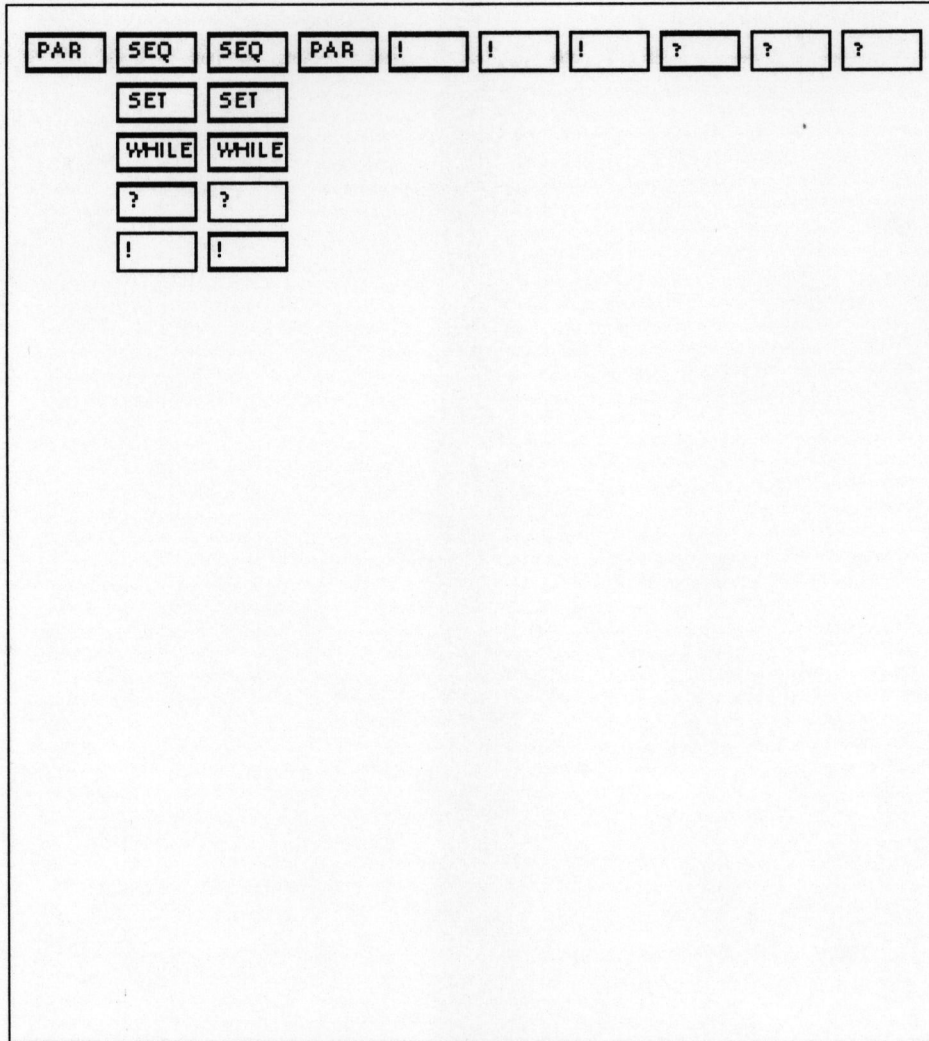 PAR SEQ SEQ PAR ! ! ! ? ? ?
SET SET
WHILE WHILE
? ?
! !